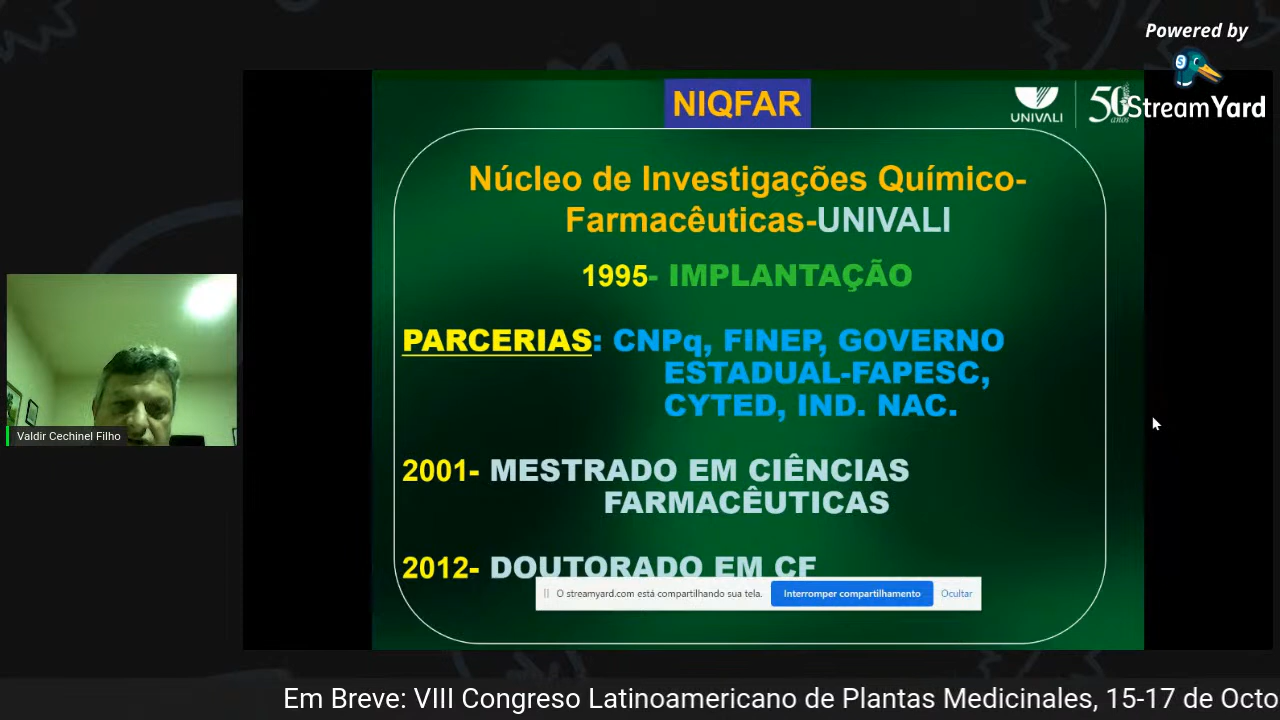 Powered by
StreamYard
NIQFAR
UNIVALI
50
anos
Núcleo de Investigações Químico-
Farmacêuticas-UNIVALI
1995- IMPLANTAÇÃO
PARCERIAS: CNPq, FINEP, GOVERNO
ESTADUAL-FAPESC,
CYTED, IND. NAC.
2001- MESTRADO EM CIÊNCIAS
FARMACÊUTICAS
2012- DOUTORADO EM CF
O streamyard.com está compartilhando sua tela. Interromper compartilhamento Ocultar
Valdir Cechinel Filho
Em Breve: VIII Congreso Latinoamericano de Plantas Medicinales, 15-17 de Octo